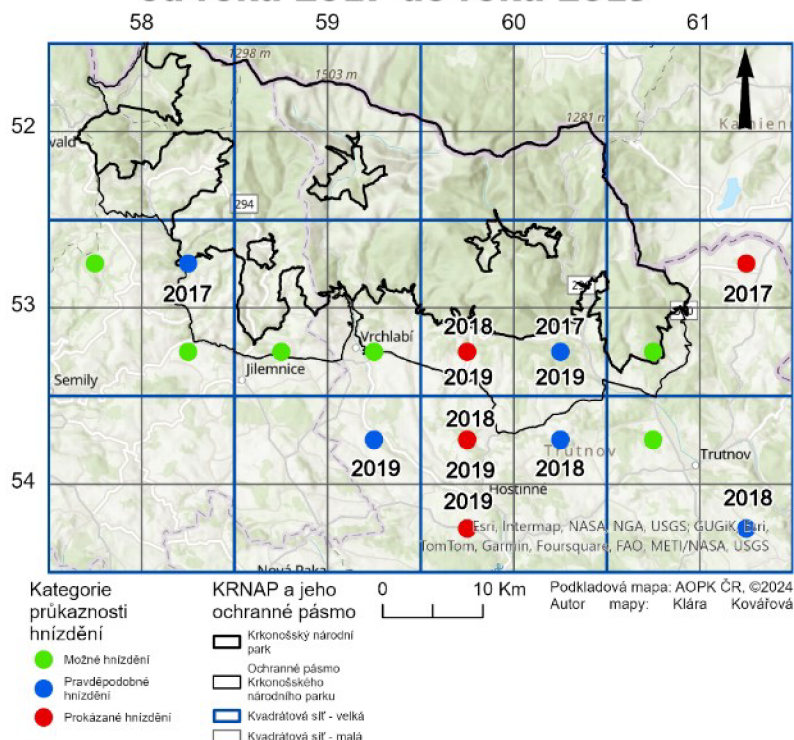 58 59 60 61
1298 m
1503 m
1281 m
52
wald
294
2017
2017
53
2018 2017
Vrchlabí
2019 2019
Semily
Jilemnice
2018
2019 2019 2018
Trutnov
Trutnov
54
2019
Hostinné
2018
Esri, Intermap, NASA, NGA, USGS; GUGiK, Esri,
TomTom, Garmin, Foursquare, FAO, METI/NASA, USGS
Nová Paka
Kategorie
průkaznosti
hnízdění
Možné hnízdění
Pravděpodobné
hnízdění
Prokázané hnízdění
KRNAP a jeho
ochranné pásmo
Krkonošský národní
park
Ochranné pásmo
Krkonošského
národního parku
Kvadrátová síť - velká
Kvadrátová síť - malá
0 10 Km
Podkladová mapa: AOPK ČR, ©2024
Autor mapy: Klára Kovářová